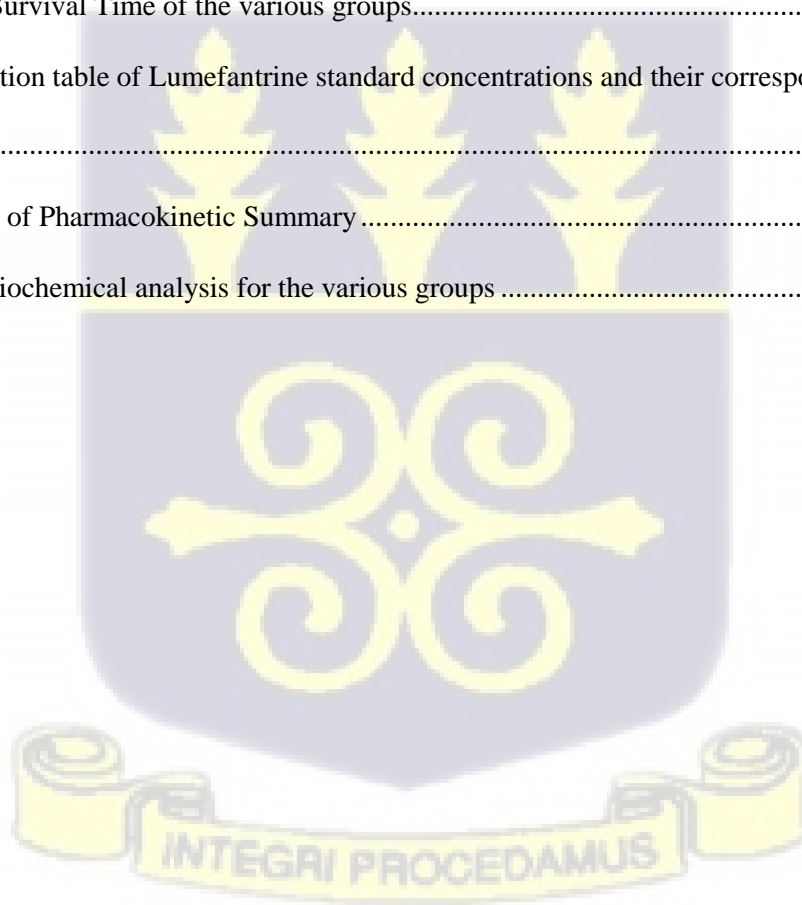 Survival Time of the various groups.....................................................
tion table of Lumefantrine standard concentrations and their
...........................................................................................................
of Pharmacokinetic Summary............................................................
iochemical analysis for the various groups.........................................
INTEGRI PROCEDAMUS